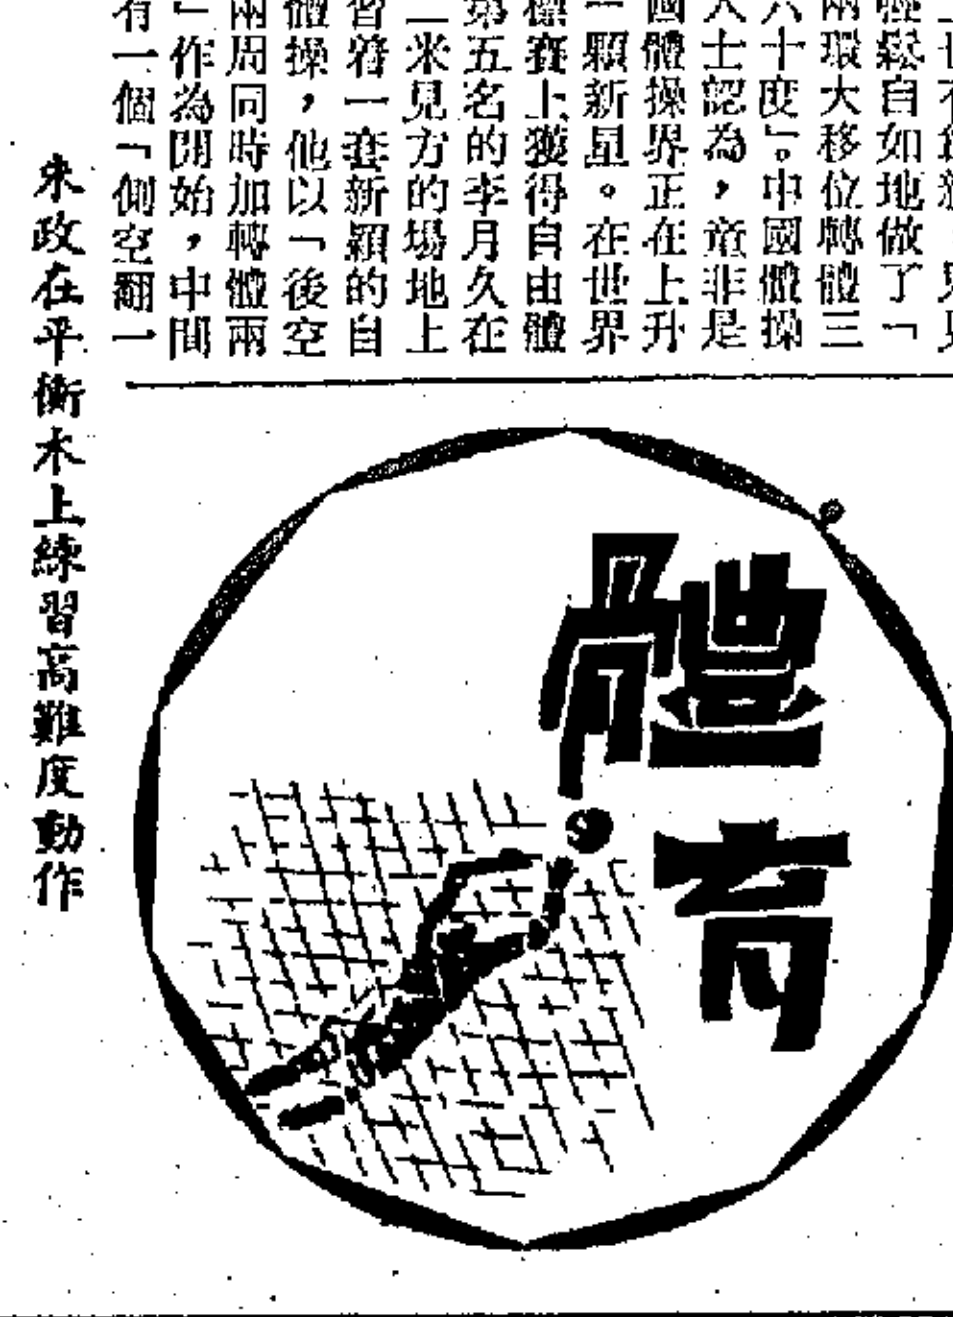 輕鬆自如地做了「
兩環大移位轉體三
六十度」。中國體操
人士認為，童非是
國體操界正在上升
一顆新星。在世界
標賽上獲得自由體
第五名的李月久在
二米見方的場地上
習着一套新穎的自
體操，他以「後空
兩周同時加轉體兩
」作為開始，中間
有一個「側空翻一
體育
朱政在平衡木上練習高難度動作